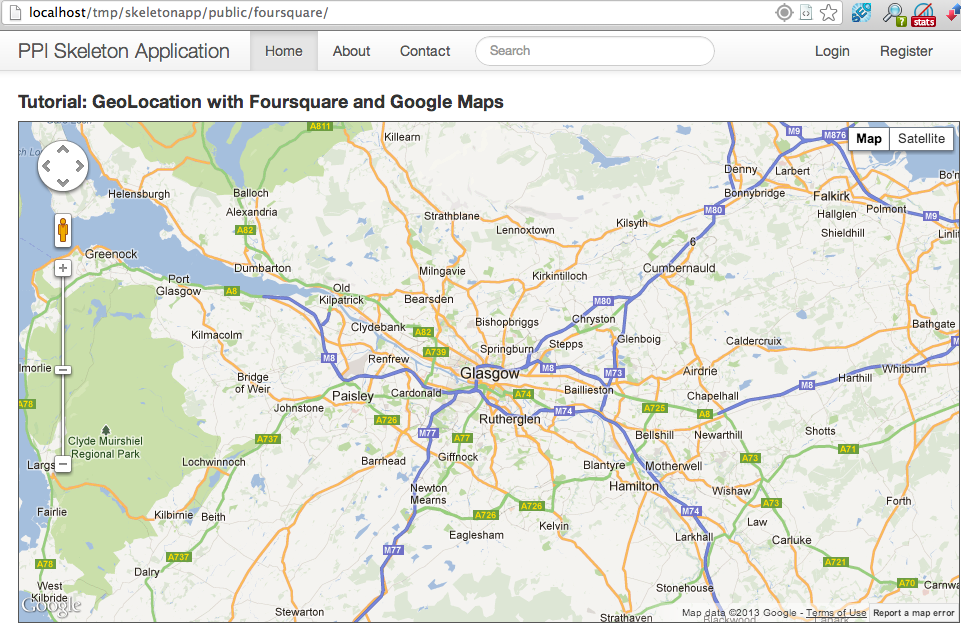 localhost/tmp/skeletonapp/public/foursquare/
stats
PPI Skeleton Application Home About Contact Search Login Register
Tutorial: GeoLocation with Foursquare and Google Maps
A811
Killearn
M9
M876
Map Satellite
Denny
Larbert
Helensburgh
Balloch
Bonnybridge
Falkirk
Alexandria
Strathblane
M80
Hallglen
Polmont
M9
A82
Lennoxtown
Kilsyth
Shieldhill
6
Greenock
Dumbarton
Milngavie
Kirkintilloch
Cumbernauld
Port
Glasgow
A8
Old
Kilpatrick
Bearsden
M80
Kilmacolm
Clydebank
A82
Bishopbriggs
Chryston
Bathgate
Glenboig
Caldercruix
A739
Springburn
Stepps
M8
Renfrew
Glasgow
M8
M73
Airdrie
Whitburn
Harthill
Bridge
of Weir
Paisley
Cardonald
A74
Baillieston
M8
Chapelhall
A78
Johnstone
A726
Rutherglen
M74
A725
A8
Clyde Muirshiel
Regional Park
A737
M77
A77
Bellshill
Newarthill
Shotts
A71
Largs
Lochwinnoch
Barrhead
Giffnock
Blantyre
Motherwell
A73
Newton
Mearns
Hamilton
Wishaw
Forth
Fairlie
Kilbirnie
Beith
A726
A726
M74
A73
Kelvin
Law
Eaglesham
Larkhall
Carluke
M77
A78
A737
Dalry
A721
West
Kilbride
Stonehouse
A70
Google
Stewarton
Strathaven
Map data ©2013 Google - Terms of Use Report a map error